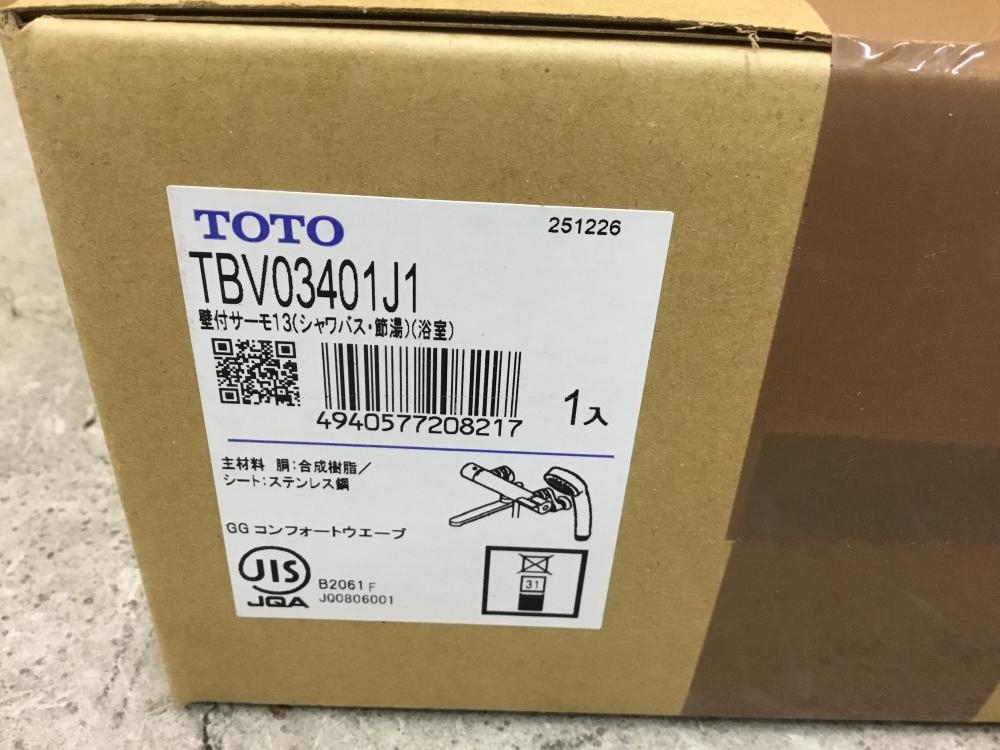 TOTO
251226
TBV03401J1
壁付サーモ13(シャワバス・節湯)(浴室)
4940577208217
1入
主材料 胴:合成樹脂/
シート:ステンレス鋼
GG コンフォートウエーブ
JIS
JQA
B2061 F
JQ0806001
31